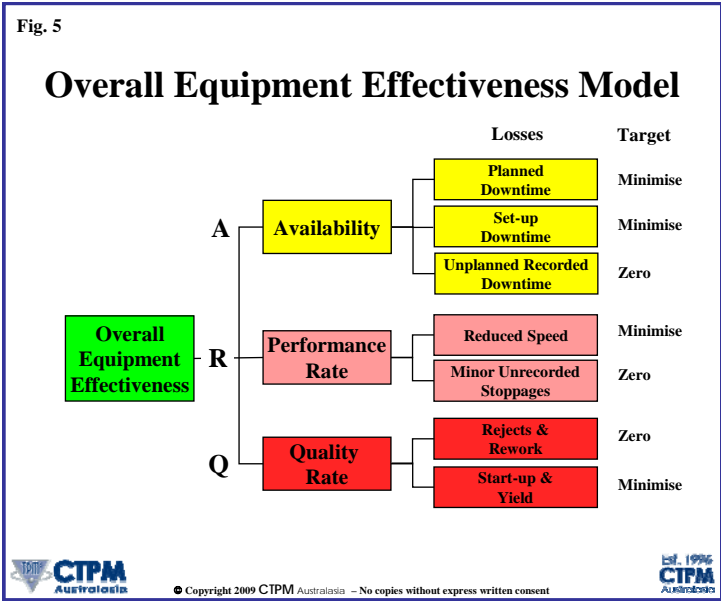 Fig. 5
Overall Equipment Effectiveness Model
Losses
Target
Planned
Downtime
Minimise
A
Availability
Set-up
Downtime
Minimise
Unplanned Recorded
Downtime
Zero
Overall
Equipment
Effectiveness
R
Performance
Rate
Reduced Speed
Minimise
Minor Unrecorded
Stoppages
Zero
Q
Quality
Rate
Rejects &
Rework
Zero
Start-up &
Yield
Minimise
TPM
CTPM
Australasia
© Copyright 2009 CTPM Australasia – No copies without express written consent
Est. 1996
CTPM
Australasia